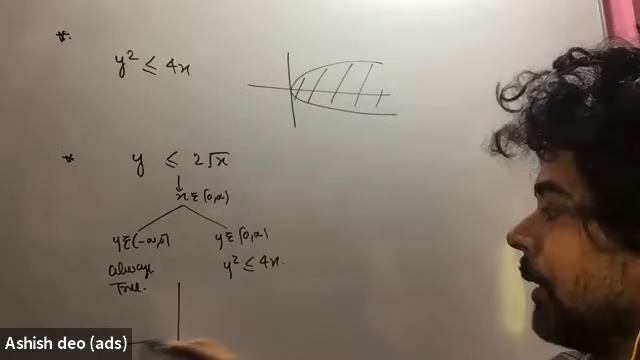 *.
y² ≤ 4x
* y ≤ 2√x
x ∈ [0,∞)
y ∈ (-∞,0) y ∈ [0,∞)
always y² ≤ 4x.
True.
Ashish deo (ads)